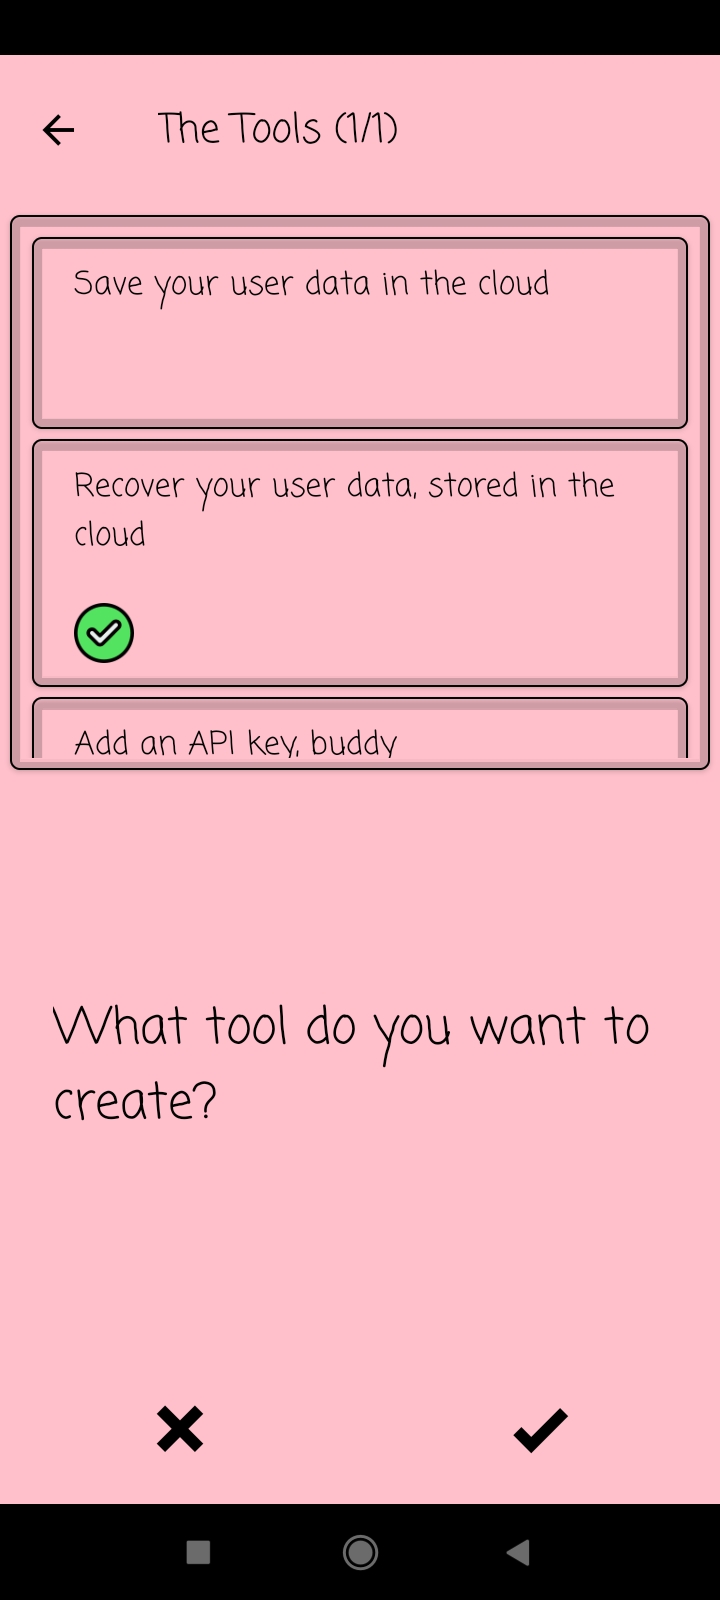 The Tools (1/1)
Save your user data in the cloud
Recover your user data, stored in the
cloud
Add an API key, buddy
What tool do you want to
create?